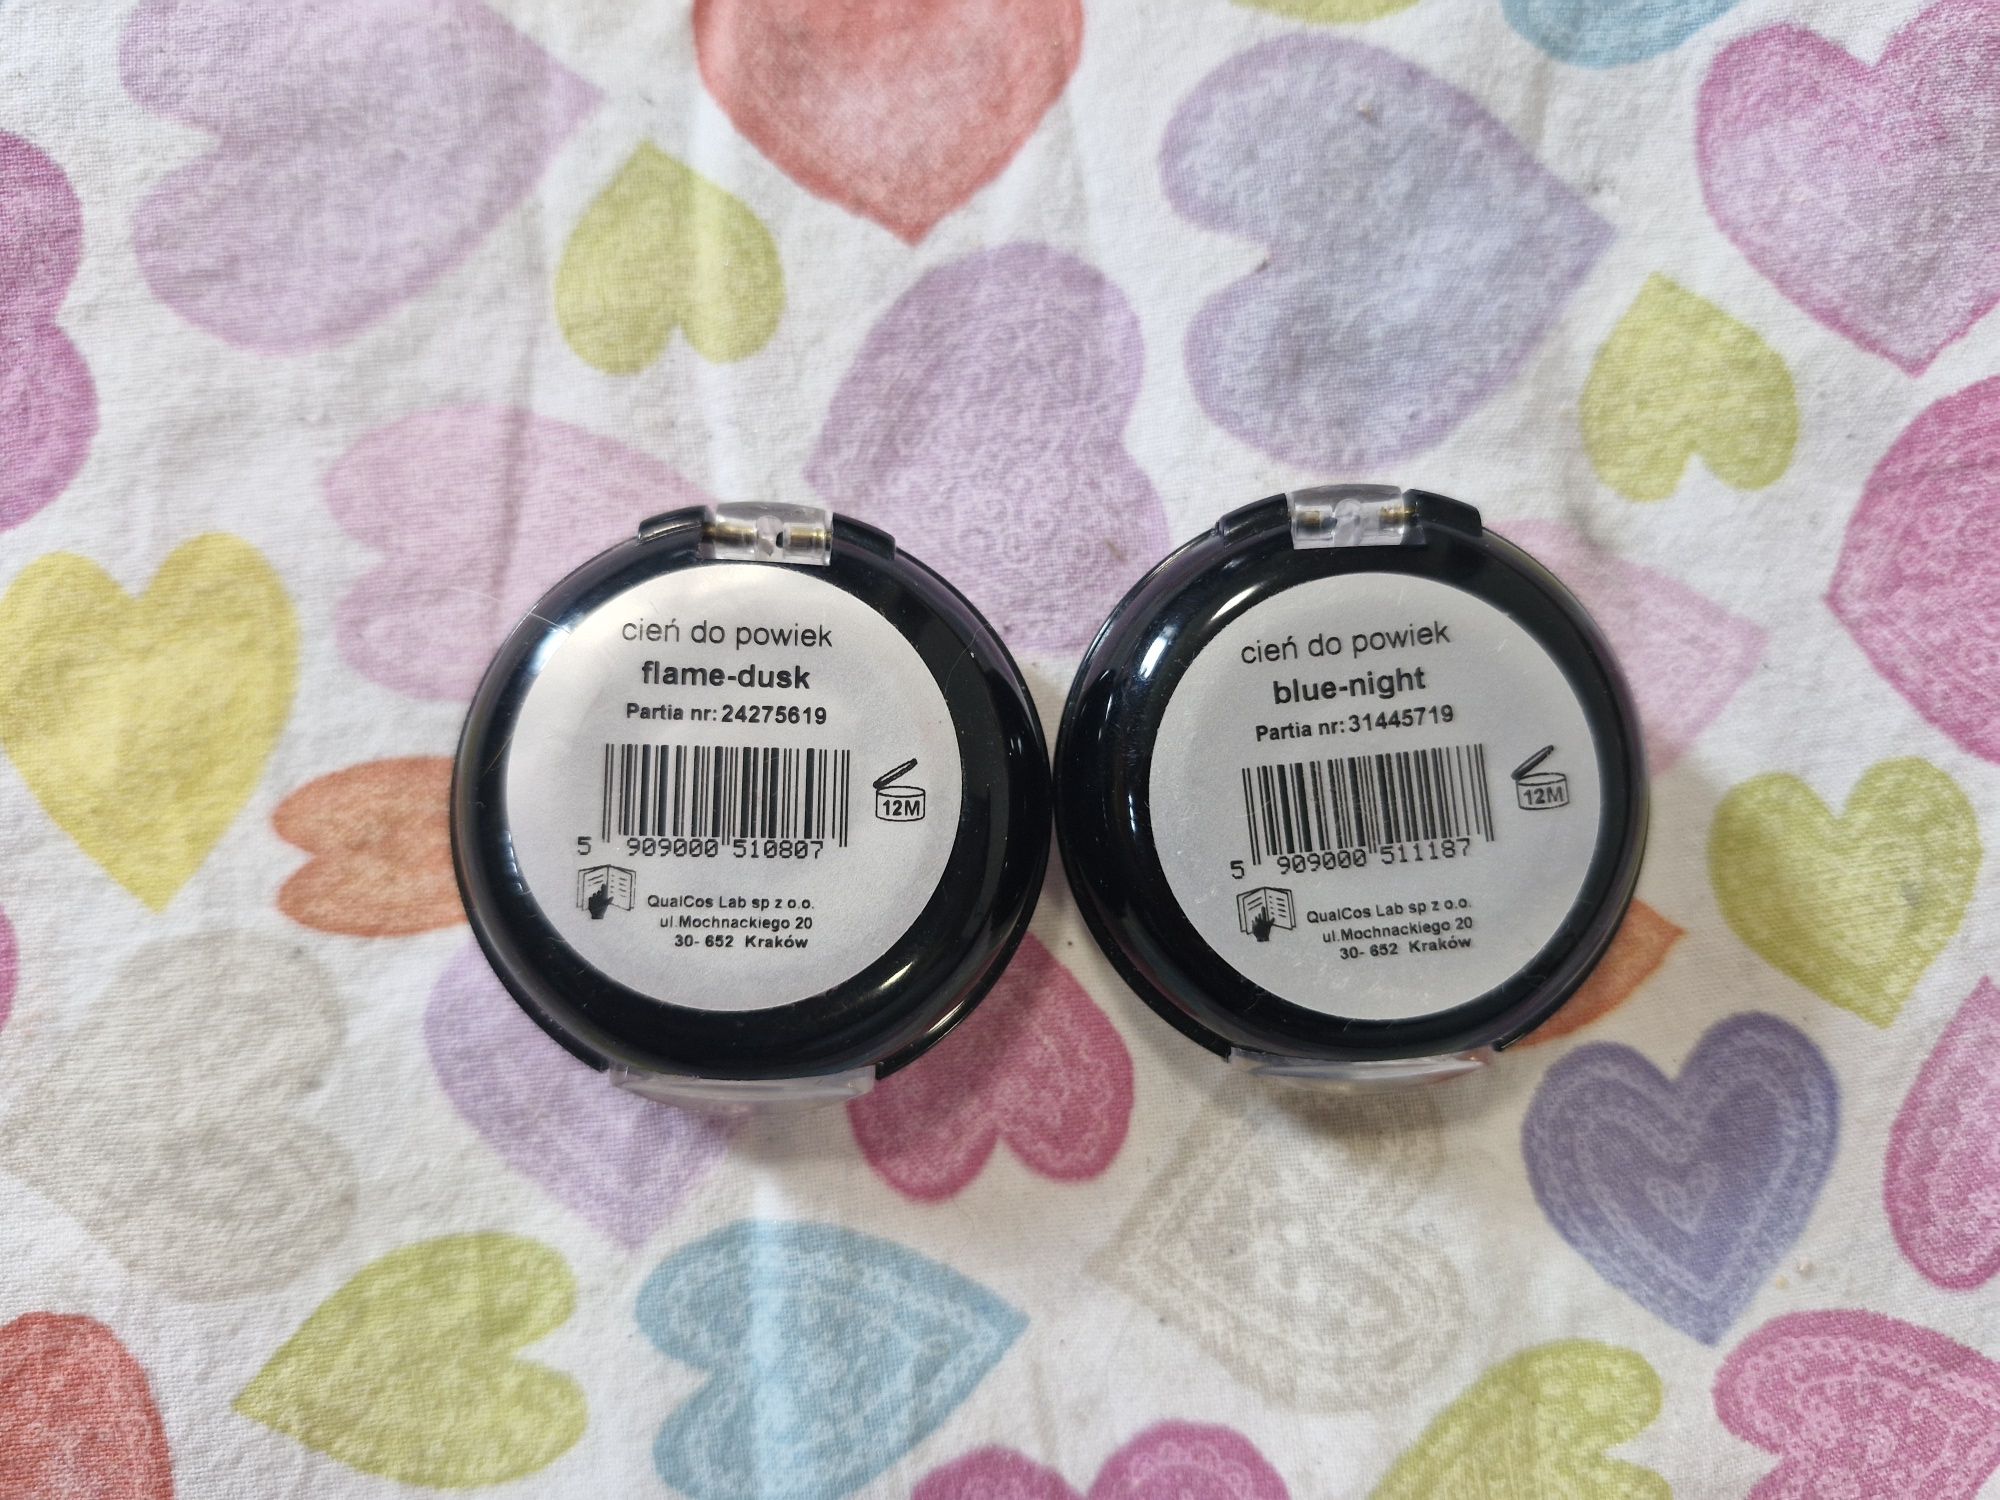 cień do powiek
flame-dusk
Partia nr: 24275619
12M
5 909000 510807
QualCos Lab sp z o.o.
ul.Mochnackiego 20
30- 652 Kraków
cień do powiek
blue-night
Partia nr: 31445719
12M
5 909000 511187
QualCos Lab sp z o.o.
ul.Mochnackiego 20
30- 652 Kraków